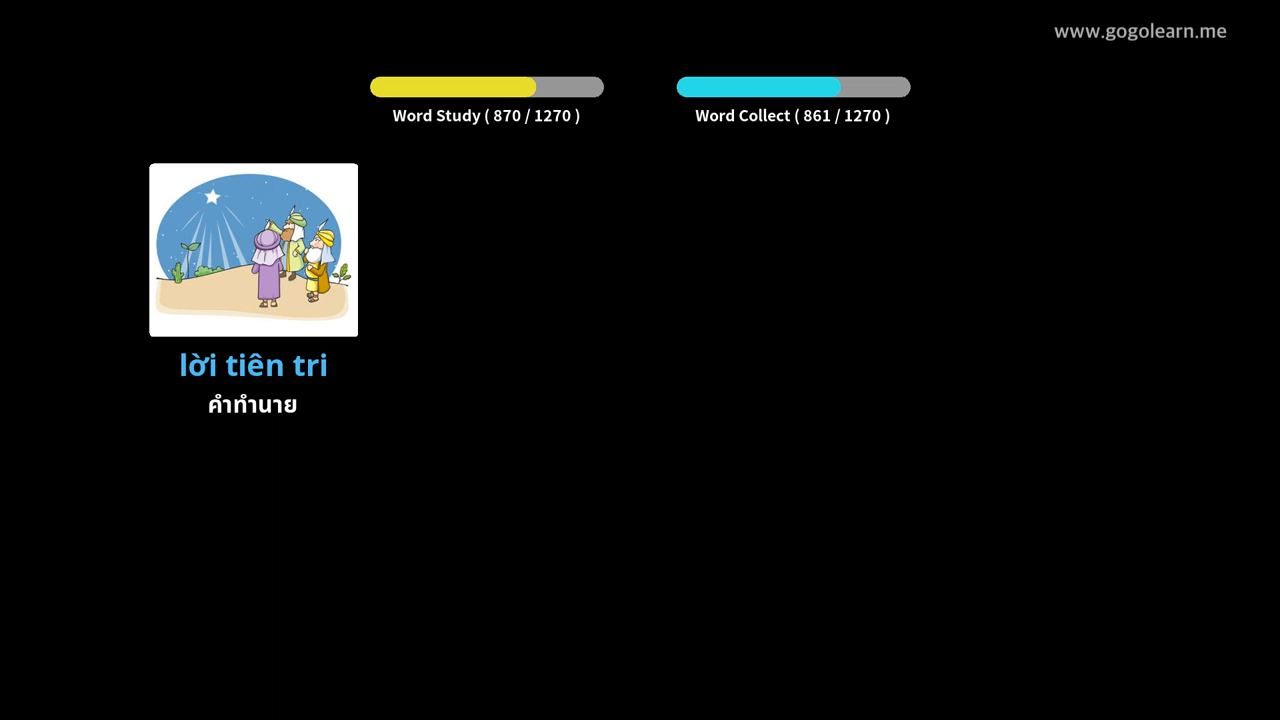 www.gogolearn.me
Word Study ( 870 / 1270 )
Word Collect ( 861 / 1270 )
lời tiên tri
คำทำนาย